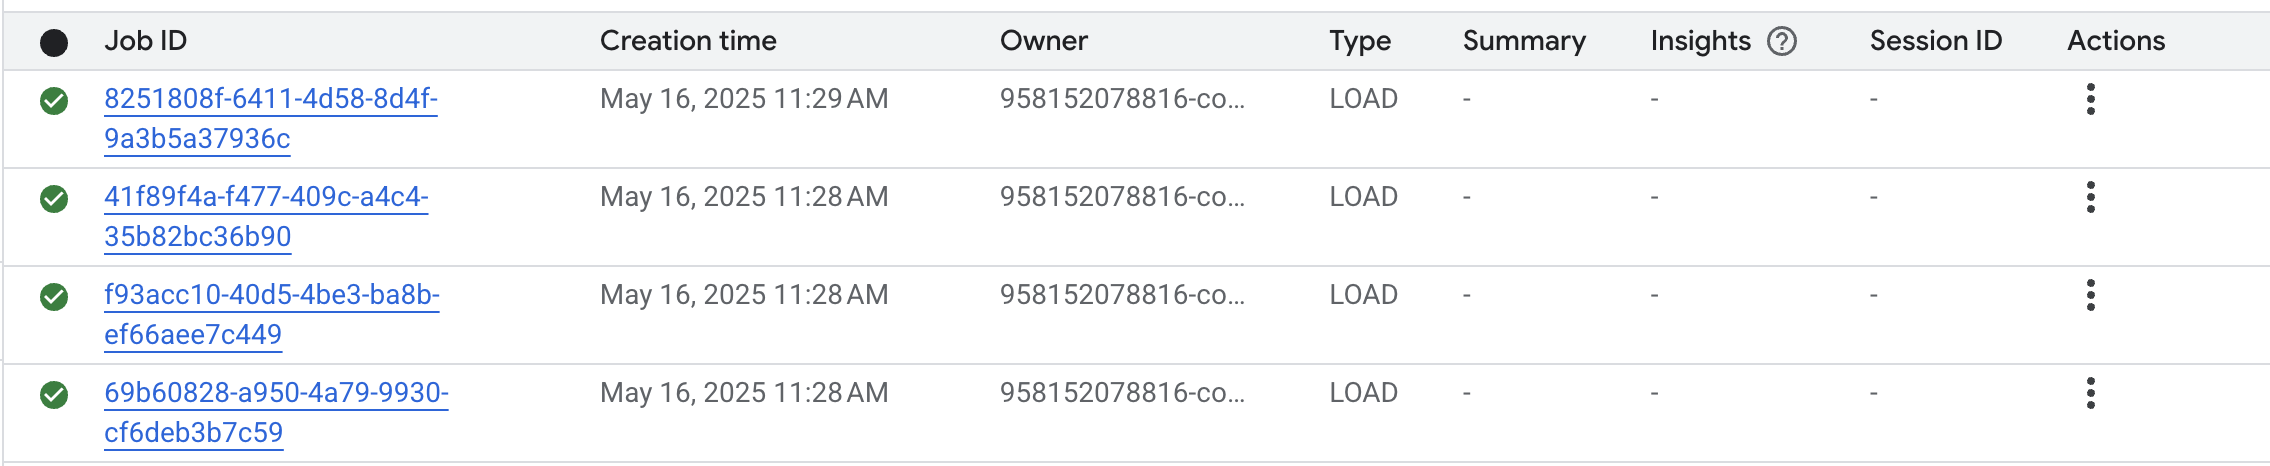 Job ID Creation time Owner Type Summary Insights ? Session ID Actions
8251808f-6411-4d58-8d4f- May 16, 2025 11:29 AM 958152078816-co... LOAD - - -
9a3b5a37936c
41f89f4a-f477-409c-a4c4- May 16, 2025 11:28 AM 958152078816-co... LOAD - - -
35b82bc36b90
f93acc10-40d5-4be3-ba8b- May 16, 2025 11:28 AM 958152078816-co... LOAD - - -
ef66aee7c449
69b60828-a950-4a79-9930- May 16, 2025 11:28 AM 958152078816-co... LOAD - - -
cf6deb3b7c59